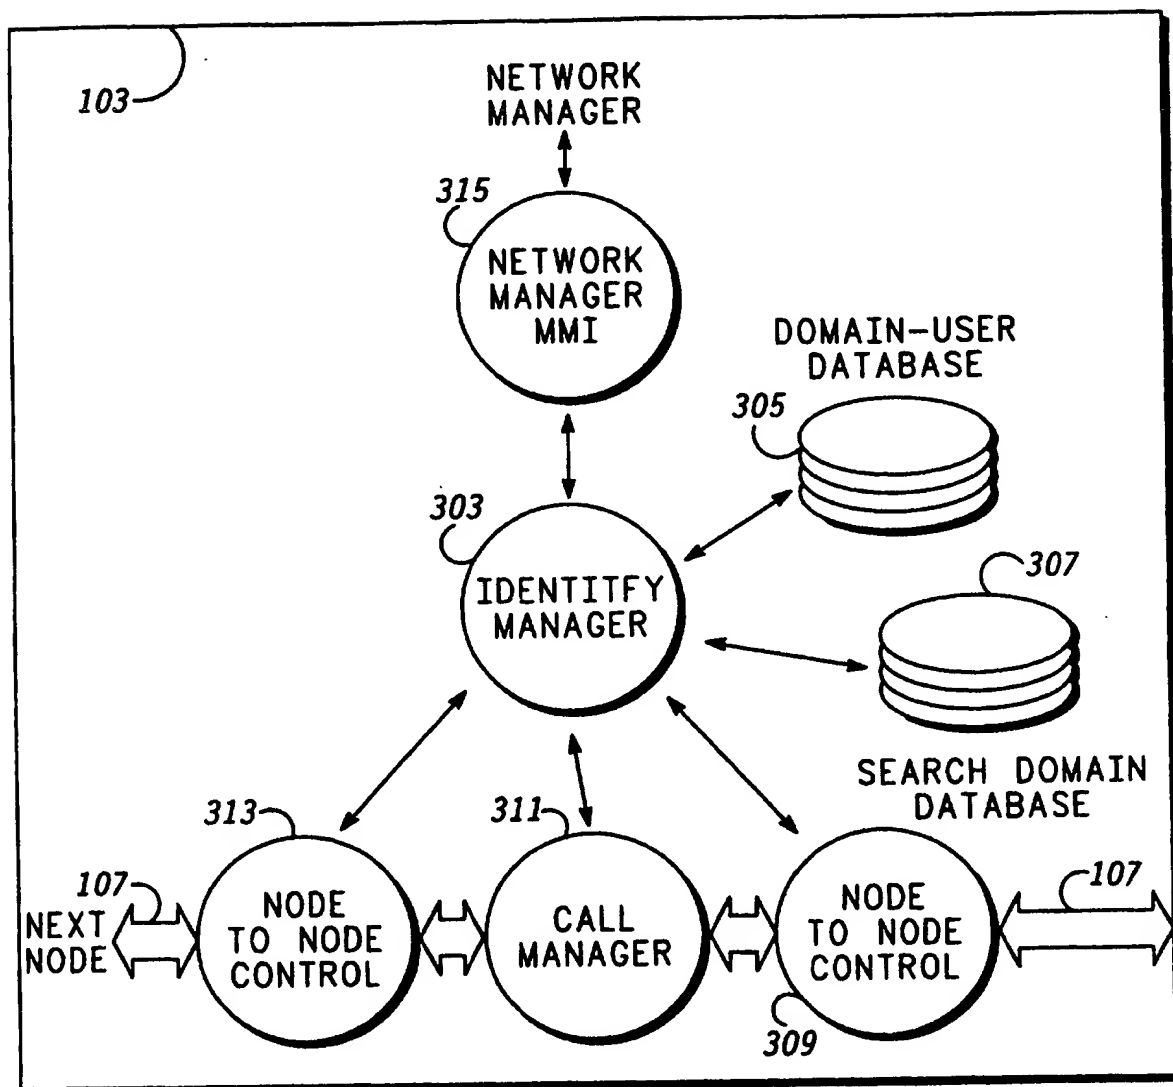 103
NETWORK
MANAGER
315
NETWORK
MANAGER
MMI
DOMAIN-USER
DATABASE
305
303
IDENTITFY
MANAGER
307
SEARCH DOMAIN
DATABASE
313
311
107
NEXT
NODE
NODE
TO NODE
CONTROL
CALL
MANAGER
NODE
TO NODE
CONTROL
107
309